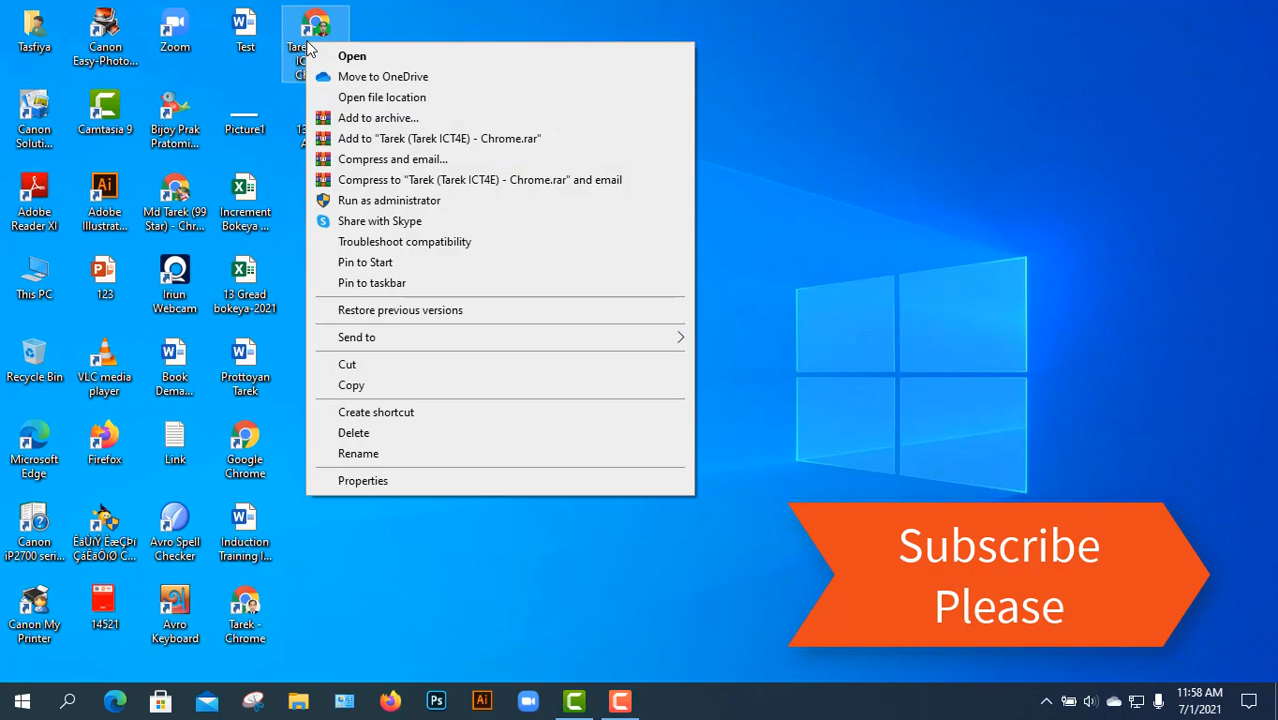 Tasfiya
Canon
Easy-Photo...
Zoom
Test
Open
Move to OneDrive
Open file location
Add to archive...
Add to "Tarek (Tarek ICT4E) - Chrome.rar"
Compress and email...
Compress to "Tarek (Tarek ICT4E) - Chrome.rar" and email
Run as administrator
Share with Skype
Troubleshoot compatibility
Pin to Start
Pin to taskbar
Restore previous versions
Send to
Cut
Copy
Create shortcut
Delete
Rename
Properties
Canon
Soluti...
Camtasia 9
Bijoy Prak
Pratomi...
Picture1
13
Adobe
Reader XI
Adobe
Illustrat...
Md Tarek (99
Star) - Chr...
Increment
Bokeya ...
This PC
123
Iriun
Webcam
13 Gread
bokeya-2021
Recycle Bin
VLC media
player
Book
Dema...
Prottoyan
Tarek
Microsoft
Edge
Firefox
Link
Google
Chrome
Canon
iP2700 seri...
Avro Spell
Checker
Induction
Training I...
Canon My
Printer
14521
Avro
Keyboard
Tarek -
Chrome
Subscribe
Please
Ps
Ai
11:58 AM
7/1/2021